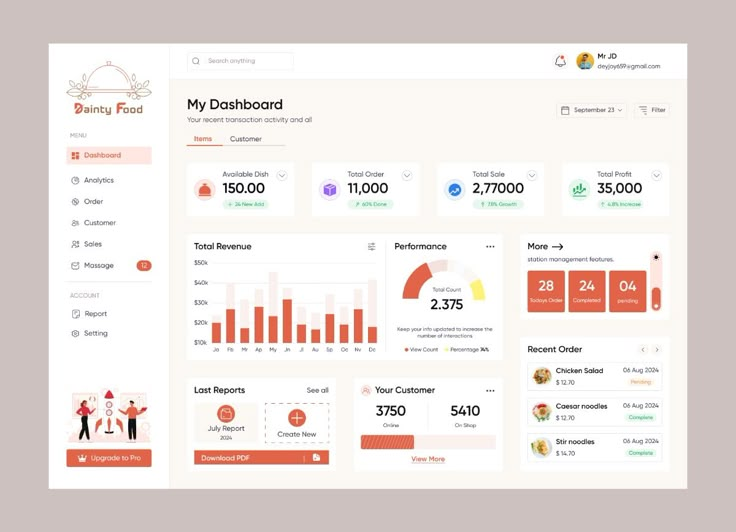 Dainty Food
MENU
Dashboard
Analytics
Order
Customer
Sales
Massage 12
ACCOUNT
Report
Setting
Upgrade to Pro
Search anything
Mr JD
deyjoy659@gmail.com
My Dashboard
Your recent transaction activity and all
September 23
Filter
Items Customer
Available Dish
150.00
24 New Add
Total Order
11,000
60% Done
Total Sale
2,77000
78% Growth
Total Profit
35,000
4.8% Increase
Total Revenue
$50k
$40k
$30k
$20k
$10k
Ja Fb Mr Ap My Jn Jl Au Sp Oc Nv Dc
Performance
Total Count
2.375
Keep your info updated to increase the
number of interactions
View Count Percentage 74%
More
station management features.
28
Todays Order
24
Completed
04
pending
Last Reports See all
July Report
2024
Create New
Download PDF
Your Customer
3750
Online
5410
On Shop
View More
Recent Order
Chicken Salad 06 Aug 2024
$ 12.70 Pending
Caesar noodles 06 Aug 2024
$ 12.70 Complete
Stir noodles 06 Aug 2024
$ 14.70 Complete